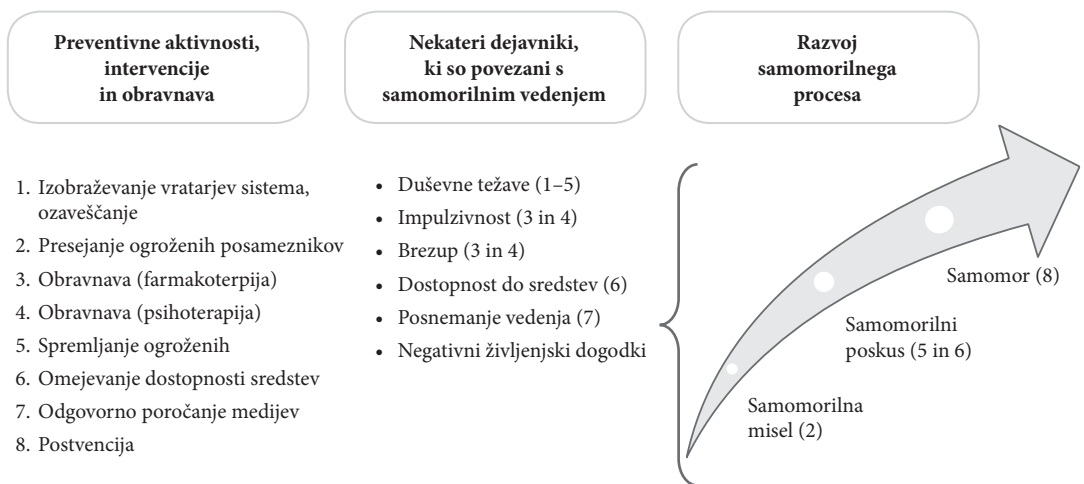 Preventivne aktivnosti,
intervencije
in obravnava
Nekateri dejavniki,
ki so povezani s
samomorilnim vedenjem
Razvoj
samomorilnega
procesa
1. Izobraževanje vratarjev sistema,
ozaveščanje
2. Presejanje ogroženih posameznikov
3. Obravnava (farmakoterpija)
4. Obravnava (psihoterapija)
5. Spremljanje ogroženih
6. Omejevanje dostopnosti sredstev
7. Odgovorno poročanje medijev
8. Postvencija
• Duševne težave (1–5)
• Impulzivnost (3 in 4)
• Brezup (3 in 4)
• Dostopnost do sredstev (6)
• Posnemanje vedenja (7)
• Negativni življenjski dogodki
Samomor (8)
Samomorilni
poskus (5 in 6)
Samomorilna
misel (2)